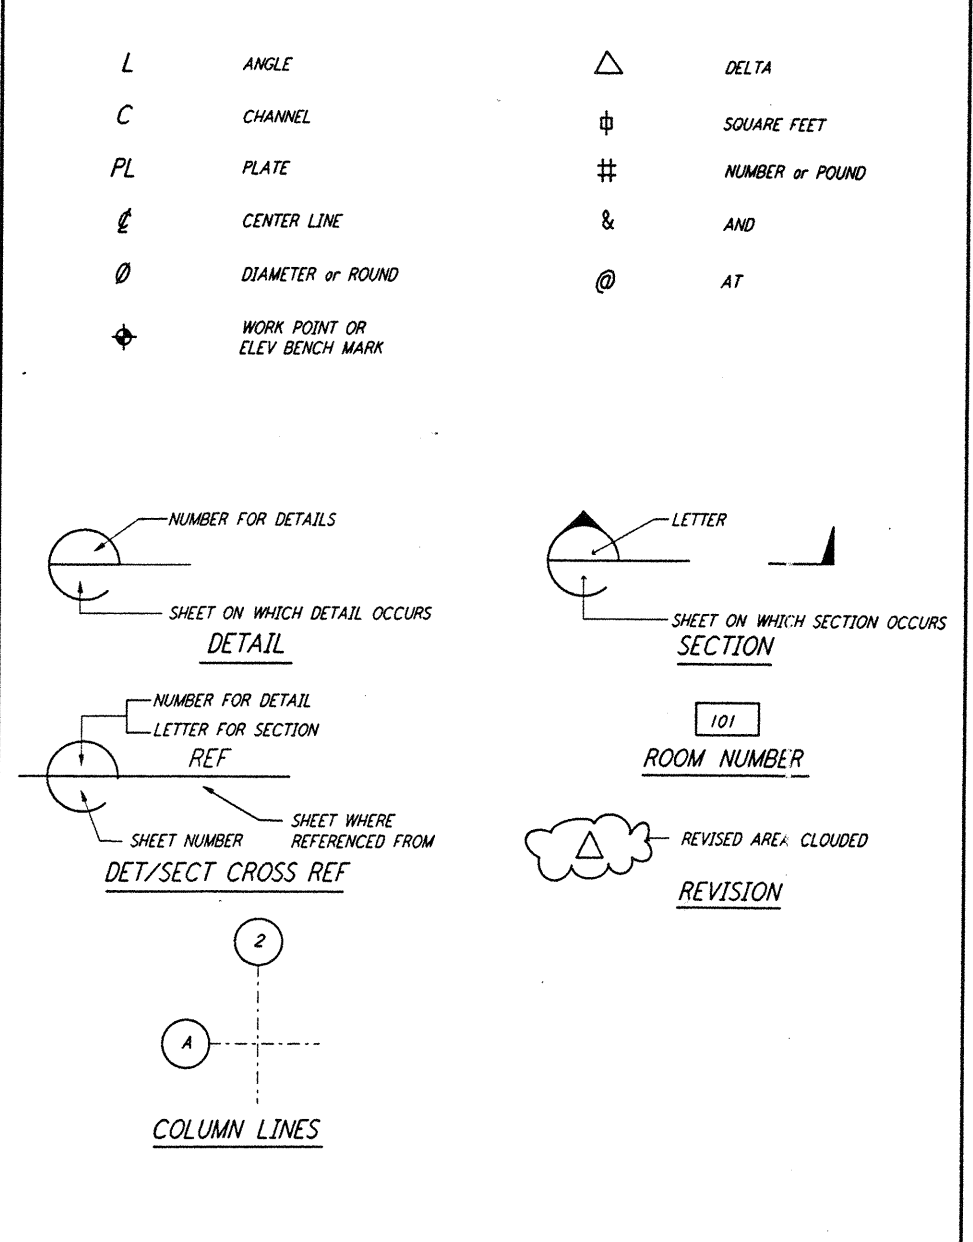 L ANGLE
C CHANNEL
PL PLATE
℄ CENTER LINE
Ø DIAMETER or ROUND
WORK POINT OR
ELEV BENCH MARK
△ DELTA
SQUARE FEET
# NUMBER or POUND
& AND
@ AT
NUMBER FOR DETAILS
SHEET ON WHICH DETAIL OCCURS
DETAIL
LETTER
SHEET ON WHICH SECTION OCCURS
SECTION
NUMBER FOR DETAIL
LETTER FOR SECTION
REF
SHEET WHERE
REFERENCED FROM
SHEET NUMBER
DET/SECT CROSS REF
101
ROOM NUMBER
REVISED AREA CLOUDED
REVISION
2
A
COLUMN LINES